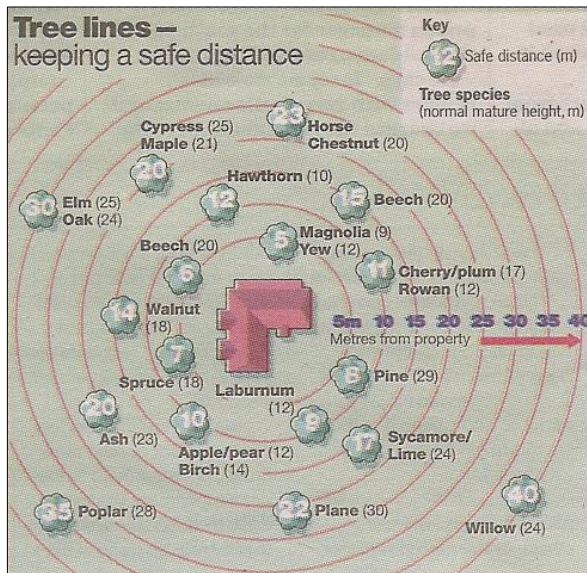 Tree lines –
keeping a safe distance
Key
12 Safe distance (m)
Tree species
(normal mature height, m)
23
Cypress (25)
Maple (21)
Horse
Chestnut (20)
20
Hawthorn (10)
30
Elm (25)
Oak (24)
12
15
Beech (20)
Beech (20)
5
Magnolia (9)
Yew (12)
6
11
Cherry/plum (17)
Rowan (12)
14
Walnut
(18)
5m 10 15 20 25 30 35 40
Metres from property
7
Spruce (18)
Laburnum
(12)
8
Pine (29)
20
Ash (23)
10
Apple/pear (12)
Birch (14)
9
17
Sycamore/
Lime (24)
35
Poplar (28)
22
Plane (30)
40
Willow (24)